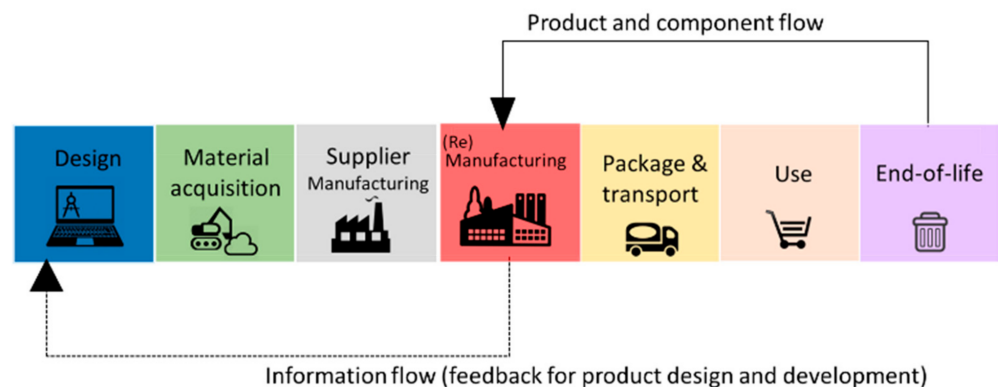 Product and component flow
Design
Material
acquisition
Supplier
Manufacturing
(Re)
Manufacturing
Package &
transport
Use
End-of-life
Information flow (feedback for product design and development)